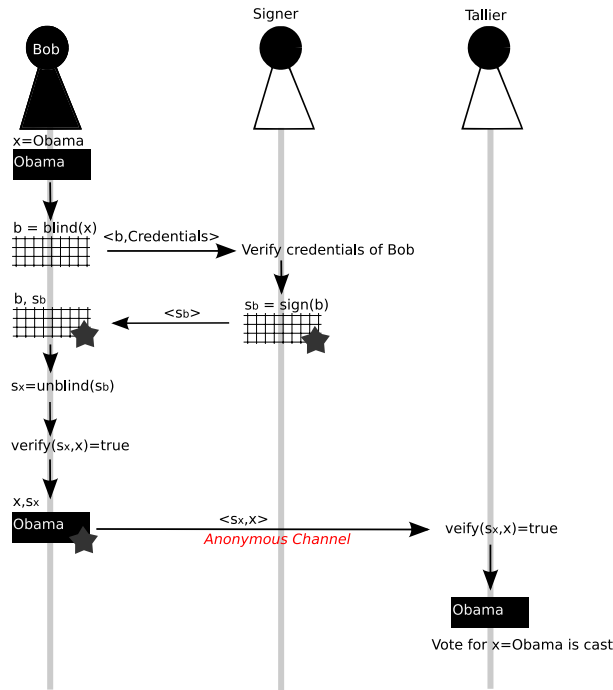 Signer
Tallier
Bob
x=Obama
Obama
b = blind(x)
<b,Credentials>
Verify credentials of Bob
b, sb
<sb>
sb = sign(b)
sx=unblind(sb)
verify(sx,x)=true
x,sx
Obama
<sx,x>
Anonymous Channel
veify(sx,x)=true
Obama
Vote for x=Obama is cast